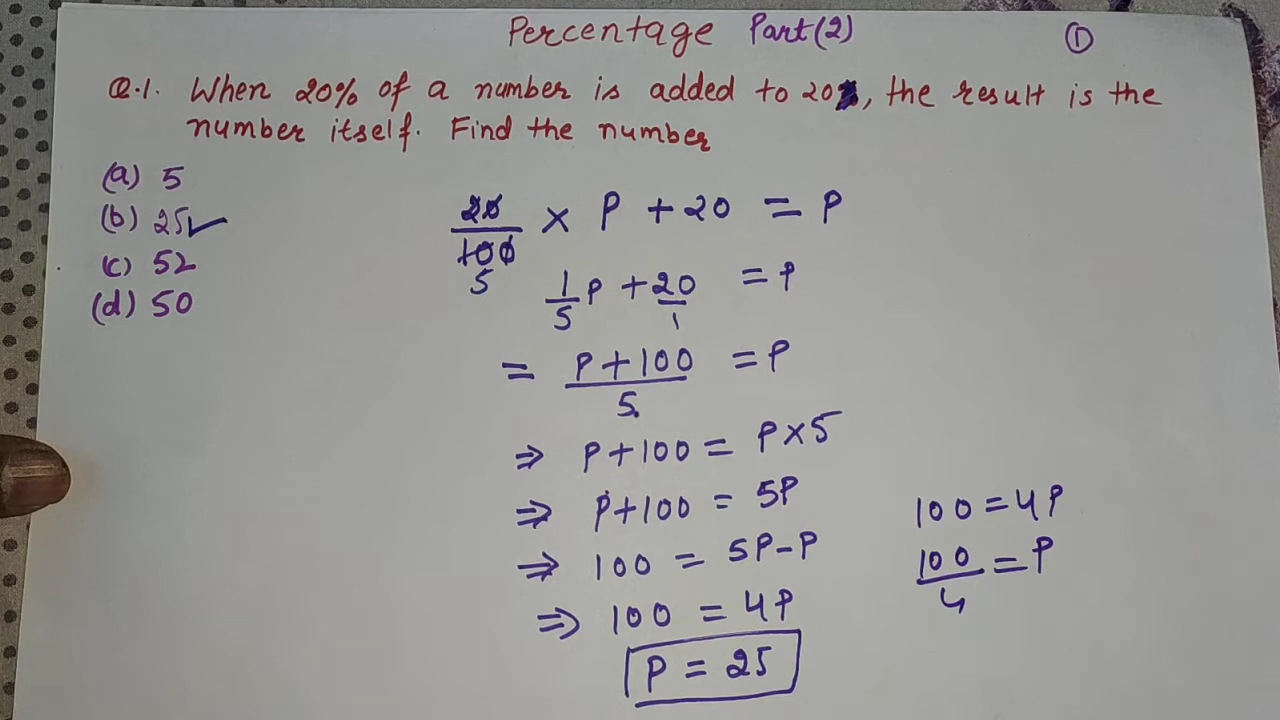 Percentage Part(2) ①
Q.1. When 20% of a number is added to 20, the result is the
number itself. Find the number
(a) 5
(b) 25 ✓
(c) 52
(d) 50
20/100 × P + 20 = P
5
1/5 P + 20/1 = P
= P+100/5 = P
⇒ P+100 = P×5
⇒ P+100 = 5P
⇒ 100 = 5P-P
⇒ 100 = 4P
P = 25
100 = 4P
100/4 = P